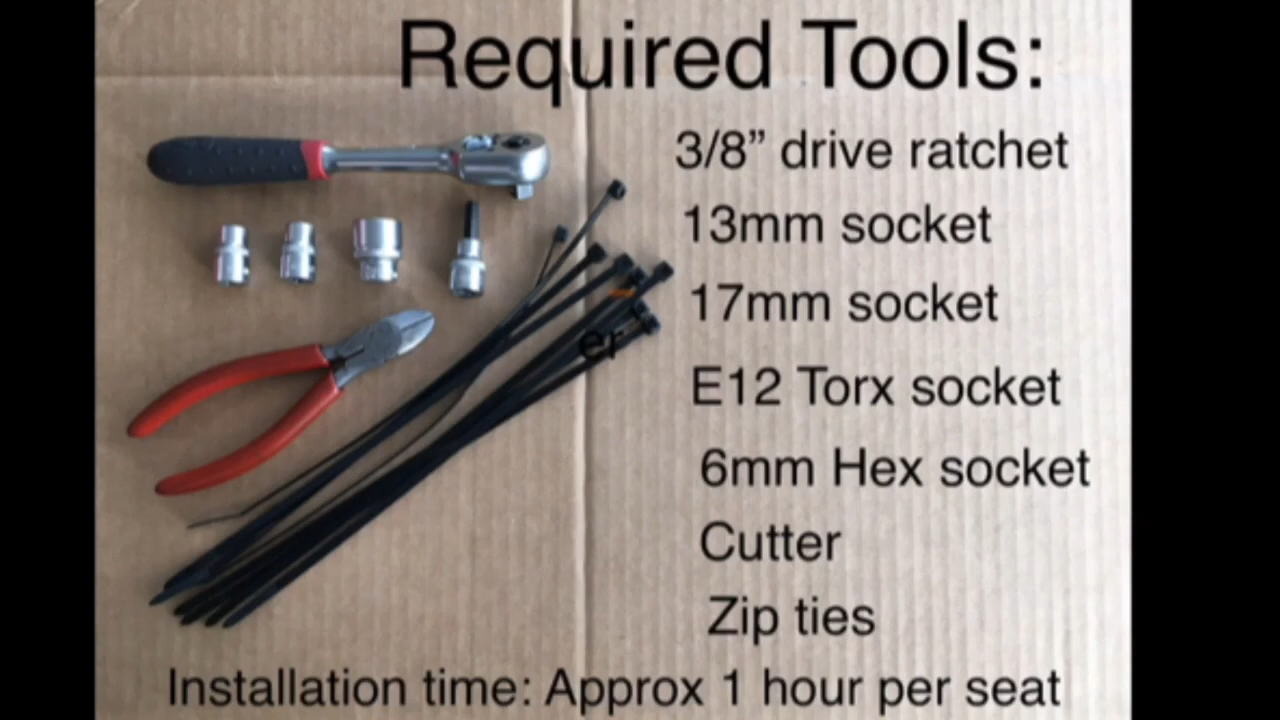 Required Tools:
3/8” drive ratchet
13mm socket
17mm socket
er
E12 Torx socket
6mm Hex socket
Cutter
Zip ties
Installation time: Approx 1 hour per seat